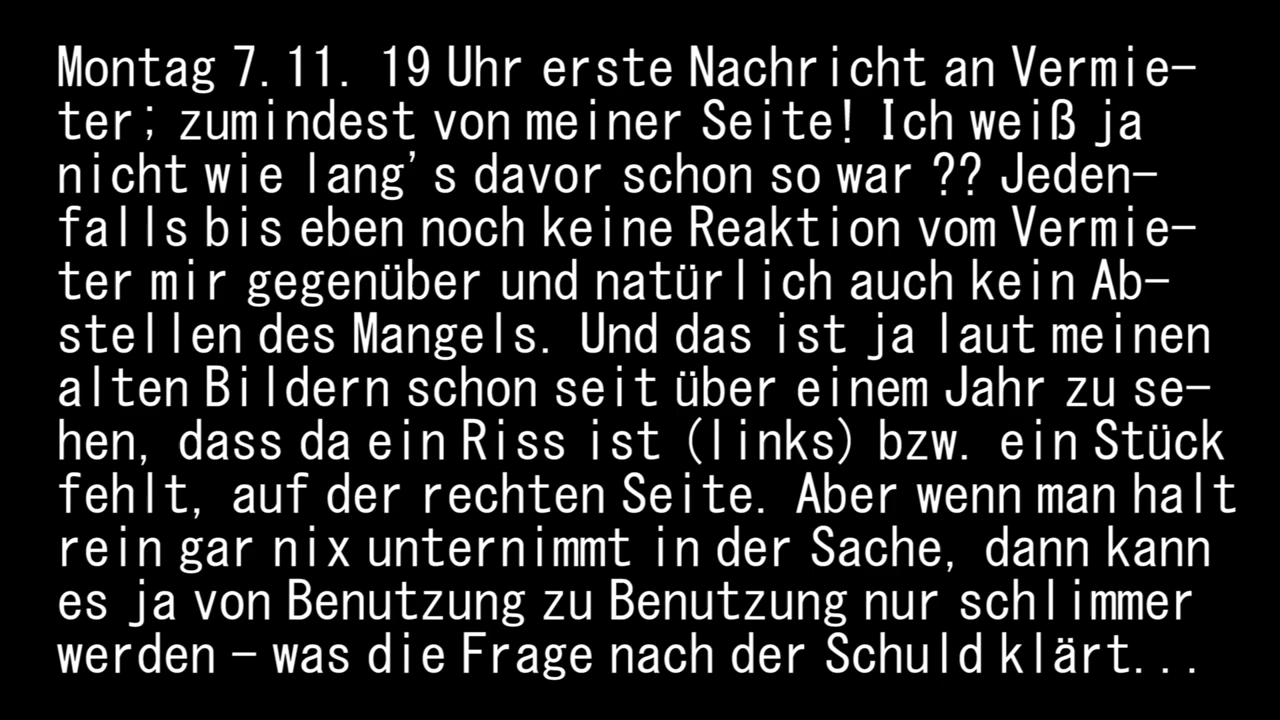 Montag 7.11. 19 Uhr erste Nachricht an Vermie-
ter; zumindest von meiner Seite! Ich weiß ja
nicht wie lang's davor schon so war ?? Jeden-
falls bis eben noch keine Reaktion vom Vermie-
ter mir gegenüber und natürlich auch kein Ab-
stellen des Mangels. Und das ist ja laut meinen
alten Bildern schon seit über einem Jahr zu se-
hen, dass da ein Riss ist (links) bzw. ein Stück
fehlt, auf der rechten Seite. Aber wenn man halt
rein gar nix unternimmt in der Sache, dann kann
es ja von Benutzung zu Benutzung nur schlimmer
werden – was die Frage nach der Schuld klärt...